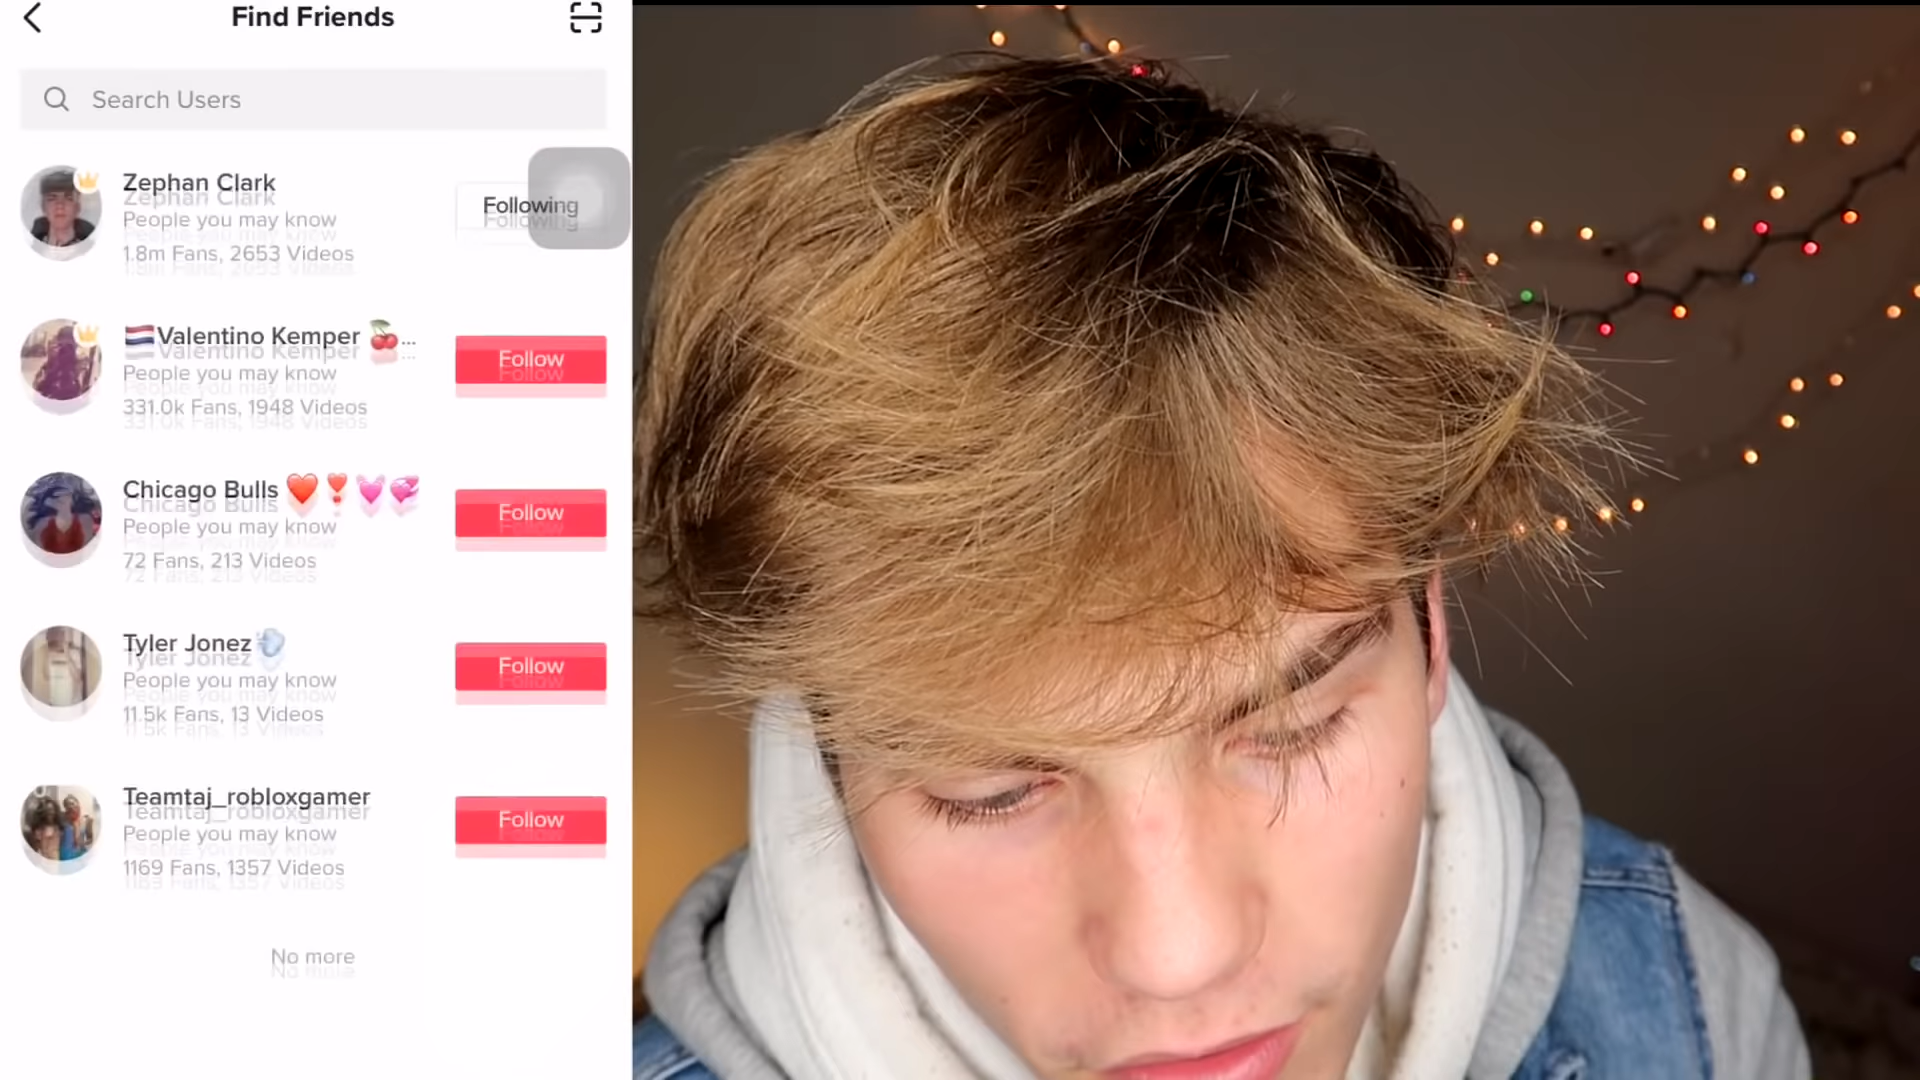 Find Friends
Search Users
Zephan Clark
People you may know
1.8m Fans, 2653 Videos
Following
Valentino Kemper 🍒...
People you may know
331.0k Fans, 1948 Videos
Follow
Chicago Bulls ❤️❣️💓💞
People you may know
72 Fans, 213 Videos
Follow
Tyler Jonez💨
People you may know
11.5k Fans, 13 Videos
Follow
Teamtaj_robloxgamer
People you may know
1169 Fans, 1357 Videos
Follow
No more